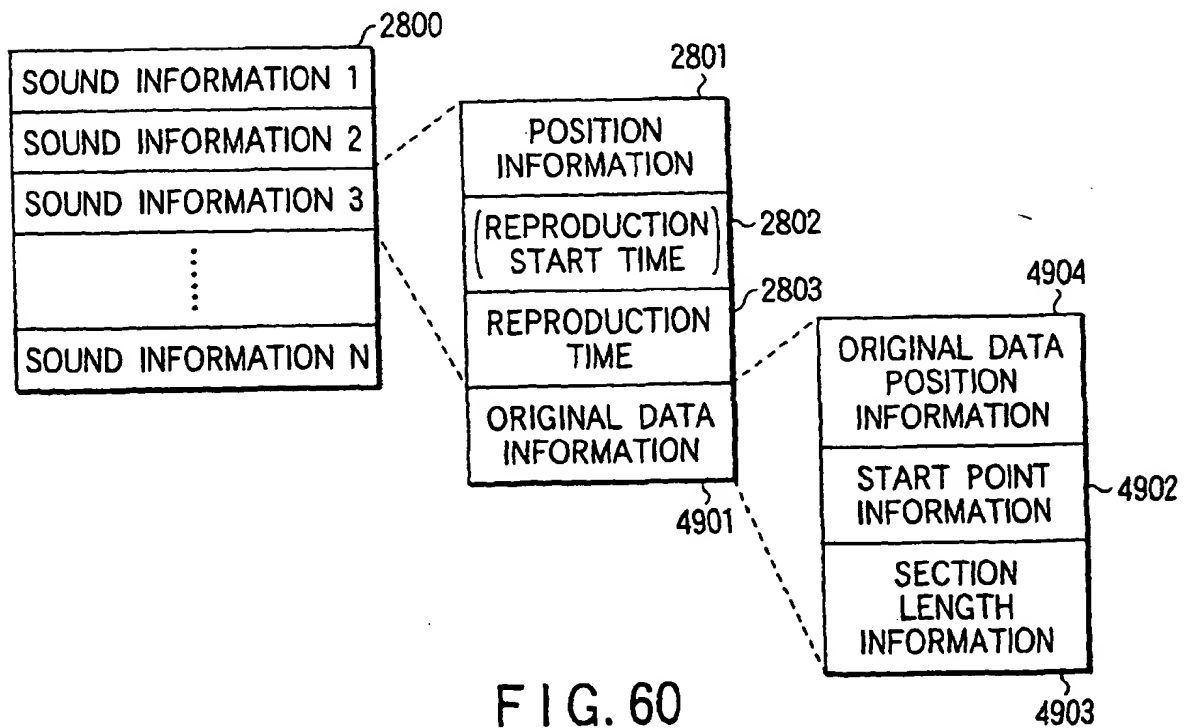 2800
SOUND INFORMATION 1
SOUND INFORMATION 2
SOUND INFORMATION 3
SOUND INFORMATION N
2801
POSITION
INFORMATION
(REPRODUCTION
START TIME)
2802
REPRODUCTION
TIME
2803
ORIGINAL DATA
INFORMATION
4901
4904
ORIGINAL DATA
POSITION
INFORMATION
START POINT
INFORMATION
4902
SECTION
LENGTH
INFORMATION
4903
FIG. 60